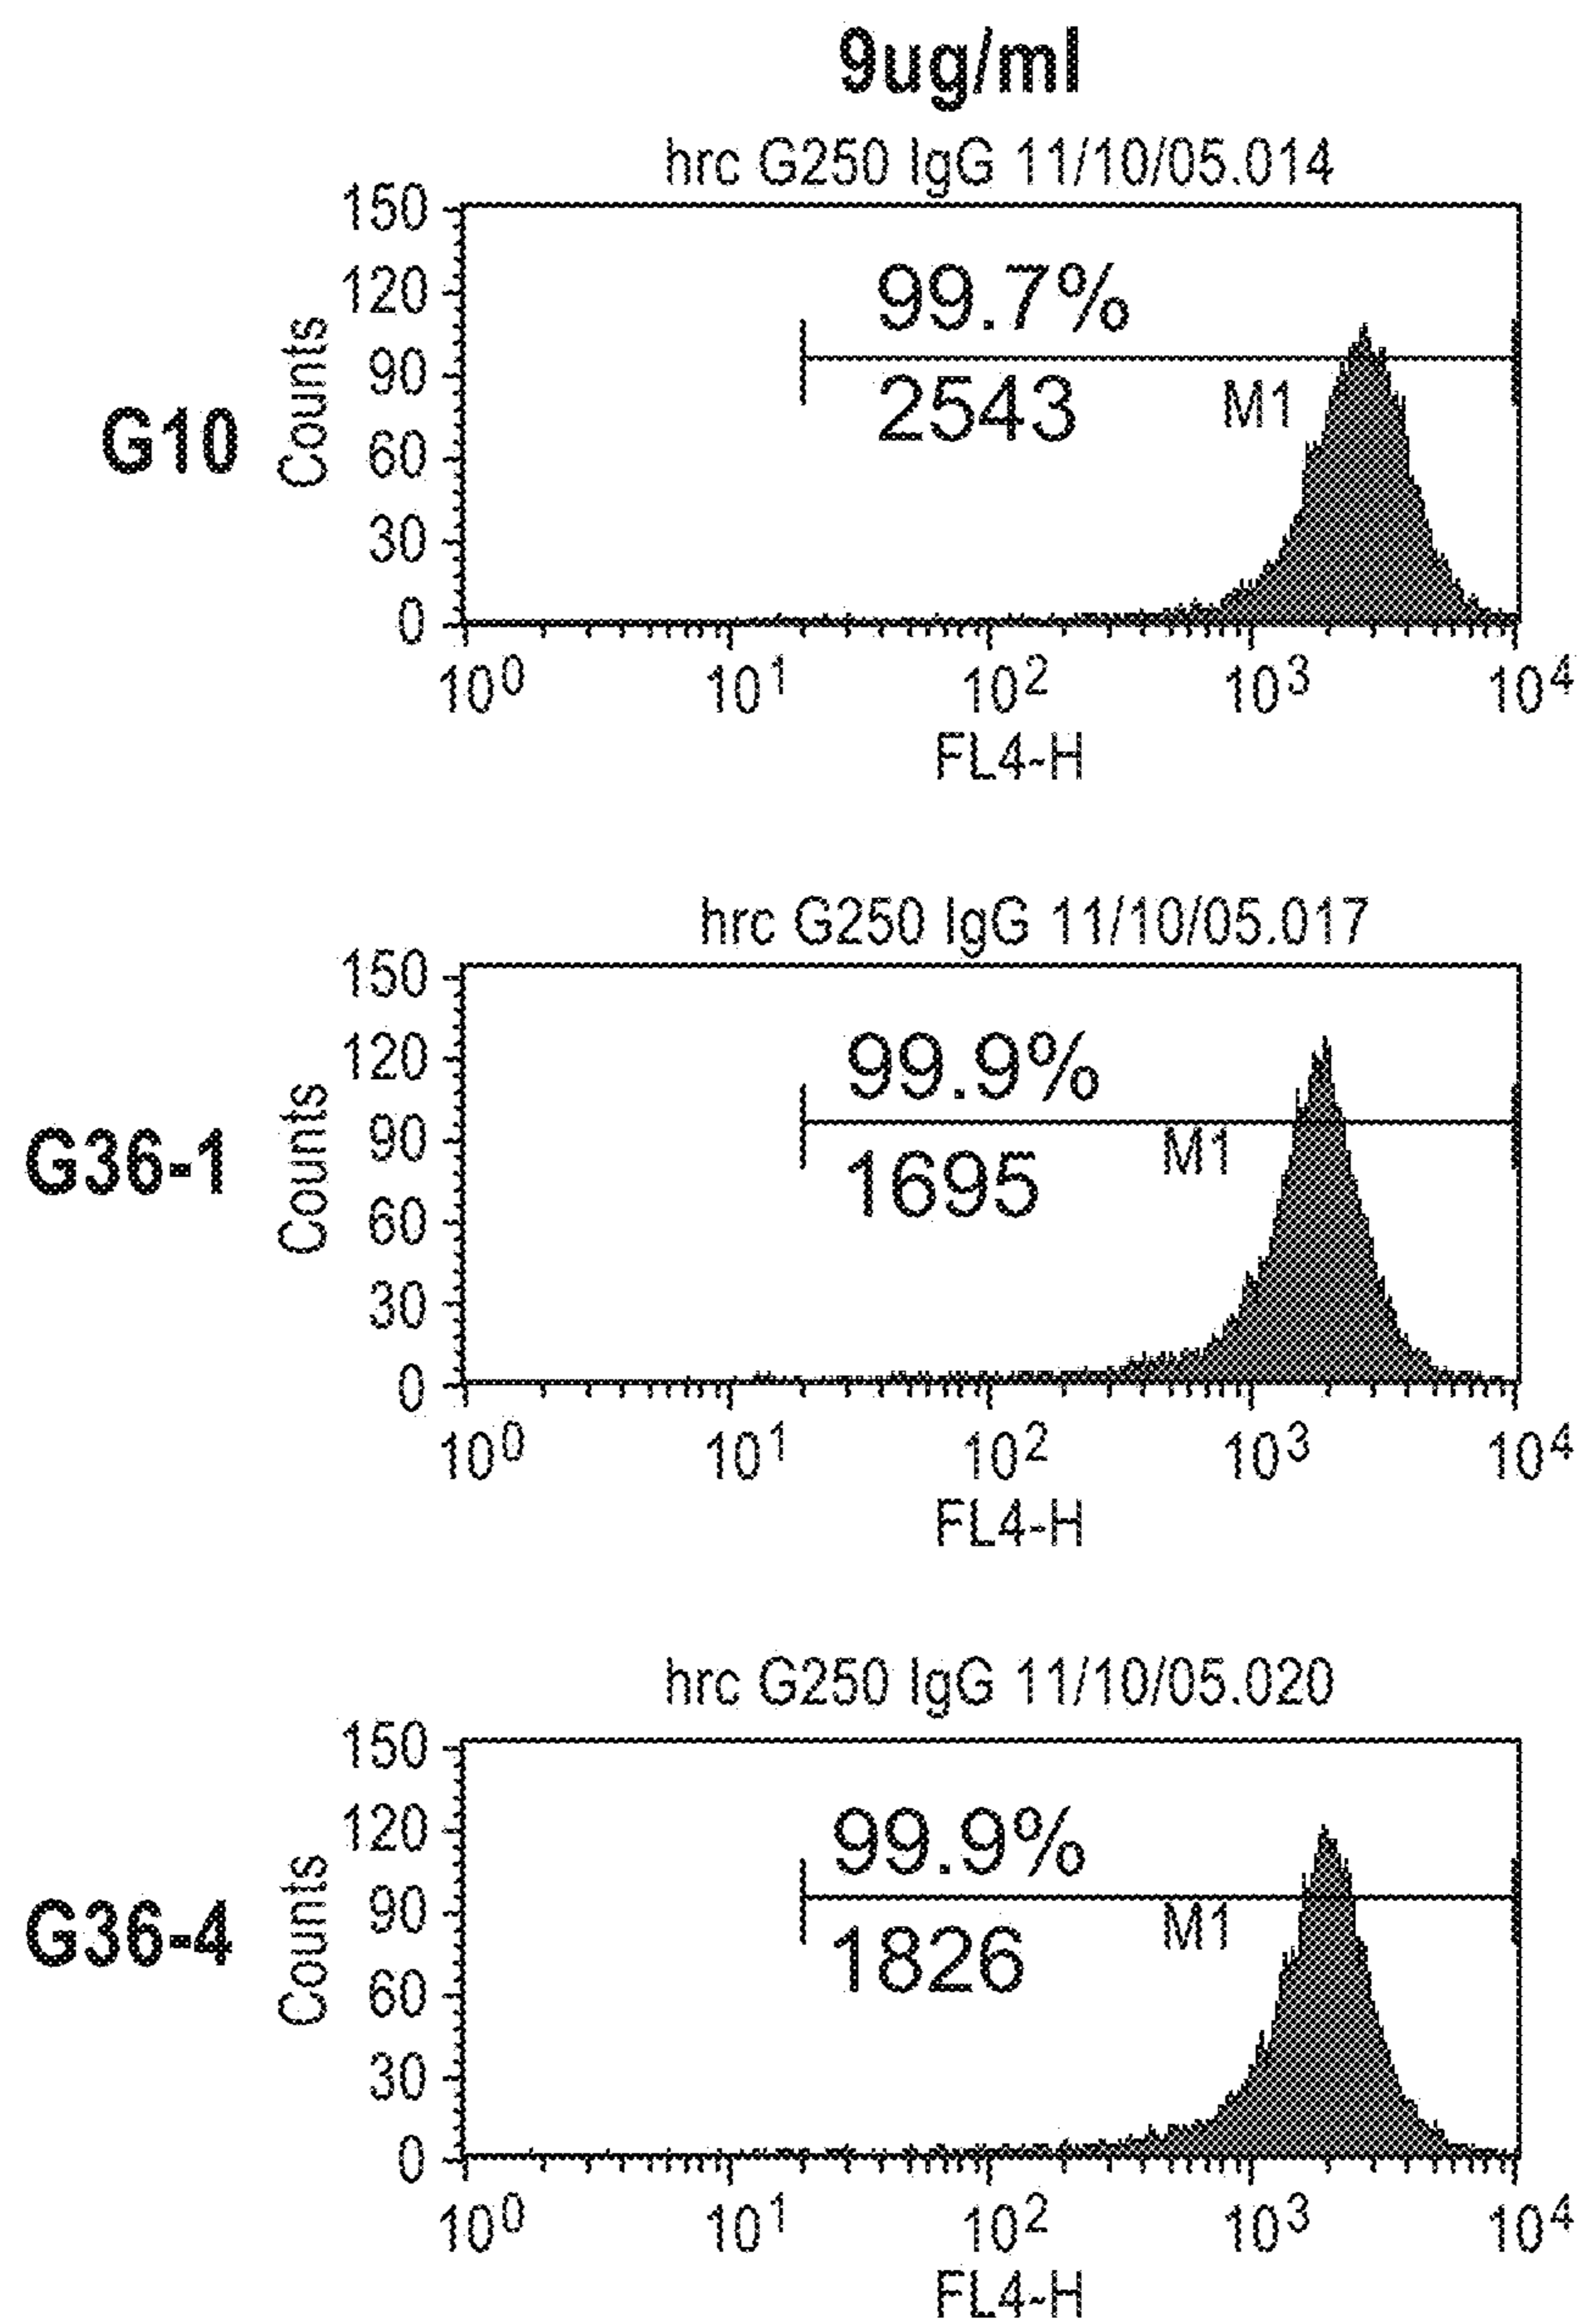 9ug/ml
hrc G250 IgG 11/10/05.014
G10
Counts
150
120
90
60
30
0
99.7%
2543
M1
10^0 10^1 10^2 10^3 10^4
FL4-H
hrc G250 IgG 11/10/05.017
G36-1
Counts
150
120
90
60
30
0
99.9%
1695
M1
10^0 10^1 10^2 10^3 10^4
FL4-H
hrc G250 IgG 11/10/05.020
G36-4
Counts
150
120
90
60
30
0
99.9%
1826
M1
10^0 10^1 10^2 10^3 10^4
FL4-H